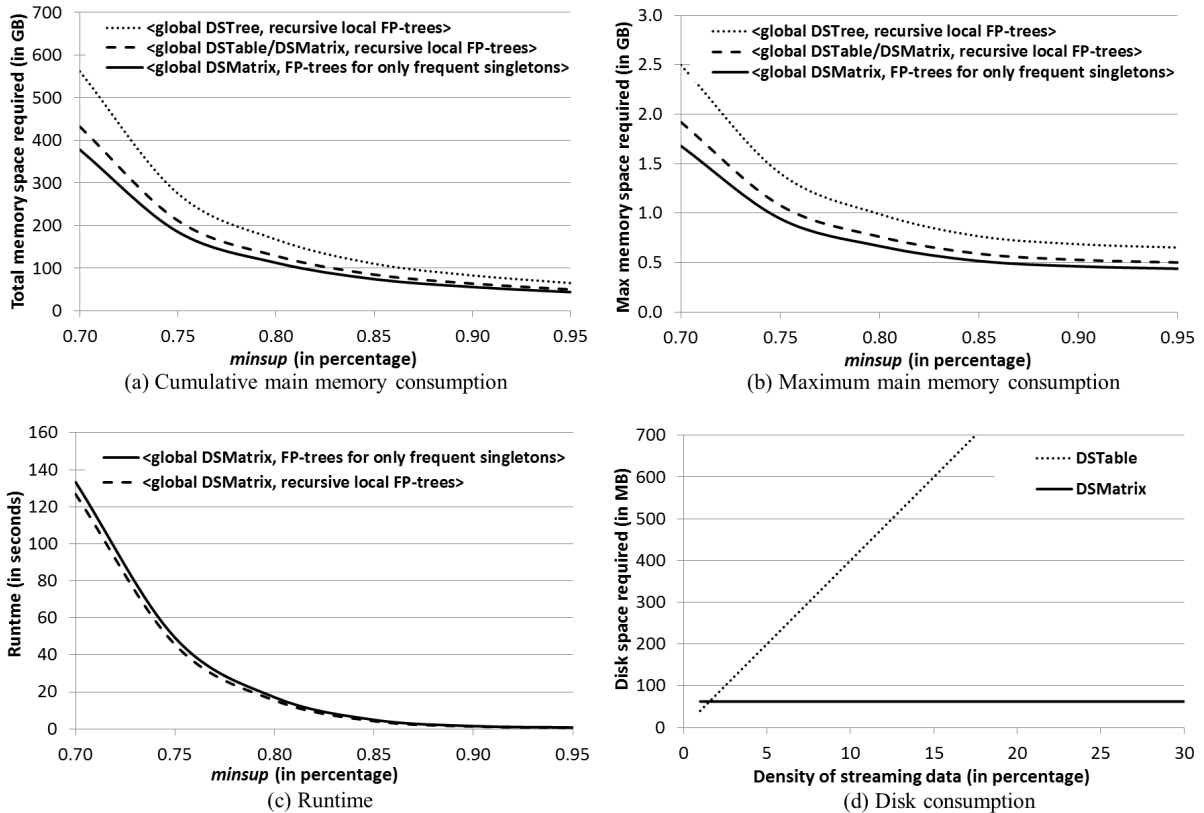 Total memory space required (in GB)
700
600
500
400
300
200
100
0
<global DSTree, recursive local FP-trees>
<global DSTable/DSMatrix, recursive local FP-trees>
<global DSMatrix, FP-trees for only frequent singletons>
0.70 0.75 0.80 0.85 0.90 0.95
minsup (in percentage)
(a) Cumulative main memory consumption
Max memory space required (in GB)
3.0
2.5
2.0
1.5
1.0
0.5
0.0
<global DSTree, recursive local FP-trees>
<global DSTable/DSMatrix, recursive local FP-trees>
<global DSMatrix, FP-trees for only frequent singletons>
0.70 0.75 0.80 0.85 0.90 0.95
minsup (in percentage)
(b) Maximum main memory consumption
Runtme (in seconds)
160
140
120
100
80
60
40
20
0
<global DSMatrix, FP-trees for only frequent singletons>
<global DSMatrix, recursive local FP-trees>
0.70 0.75 0.80 0.85 0.90 0.95
minsup (in percentage)
(c) Runtime
Disk space required (in MB)
700
600
500
400
300
200
100
0
DSTable
DSMatrix
0 5 10 15 20 25 30
Density of streaming data (in percentage)
(d) Disk consumption